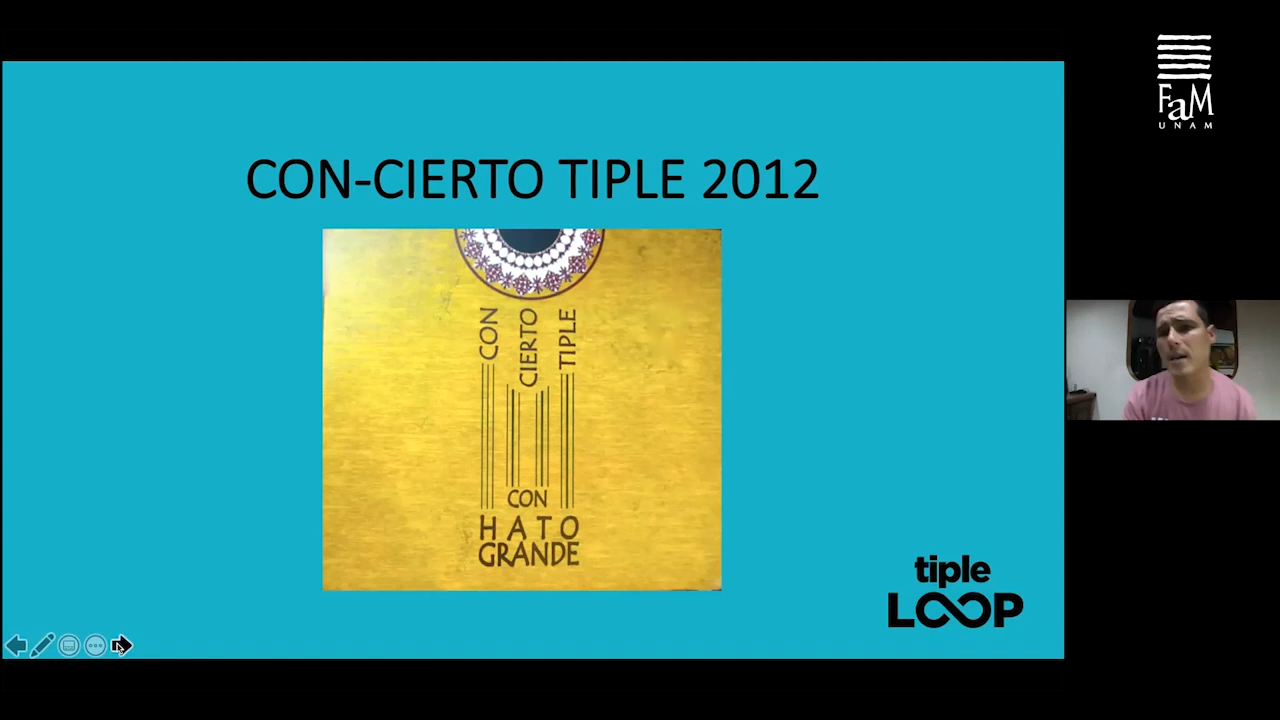 CON-CIERTO TIPLE 2012
CON
CIERTO
TIPLE
CON
HATO
GRANDE
tiple
LOOP
FaM
UNAM